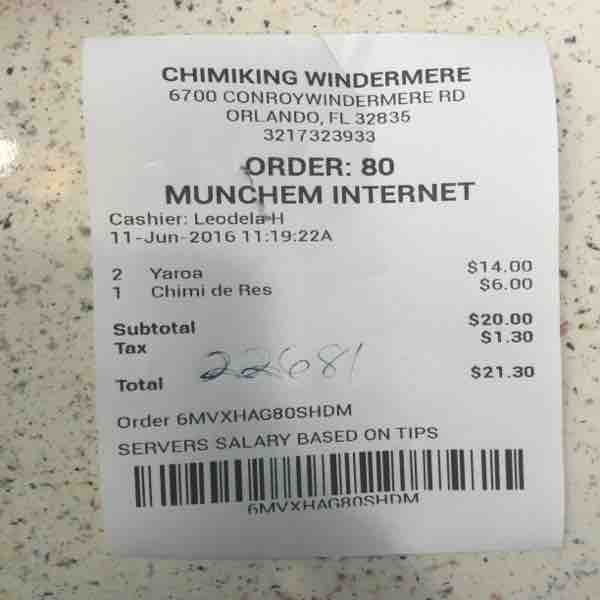 CHIMIKING WINDERMERE
6700 CONROYWINDERMERE RD
ORLANDO, FL 32835
3217323933
ORDER: 80
MUNCHEM INTERNET
Cashier: Leodela H
11-Jun-2016 11:19:22A
2 Yaroa $14.00
1 Chimi de Res $6.00
Subtotal $20.00
Tax $1.30
22681
Total $21.30
Order 6MVXHAG80SHDM
SERVERS SALARY BASED ON TIPS
6MVXHAG80SHDM